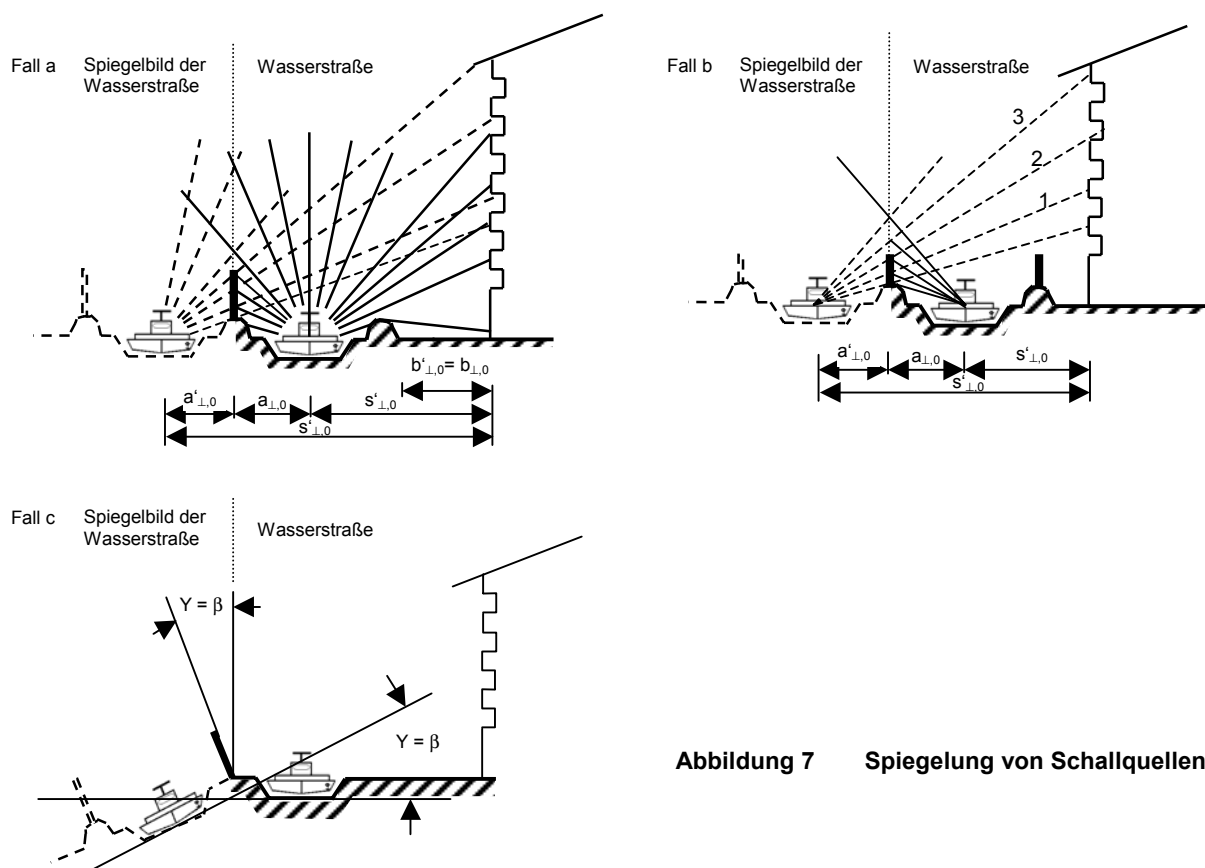 Fall a Spiegelbild der Wasserstraße
Wasserstraße
b'⊥,0= b⊥,0
a'⊥,0 a⊥,0 s'⊥,0
s'⊥,0
Fall b Spiegelbild der Wasserstraße
Wasserstraße
3
2
1
a'⊥,0 a⊥,0 s'⊥,0
s'⊥,0
Fall c Spiegelbild der Wasserstraße
Wasserstraße
Y = β
Y = β
Abbildung 7 Spiegelung von Schallquellen